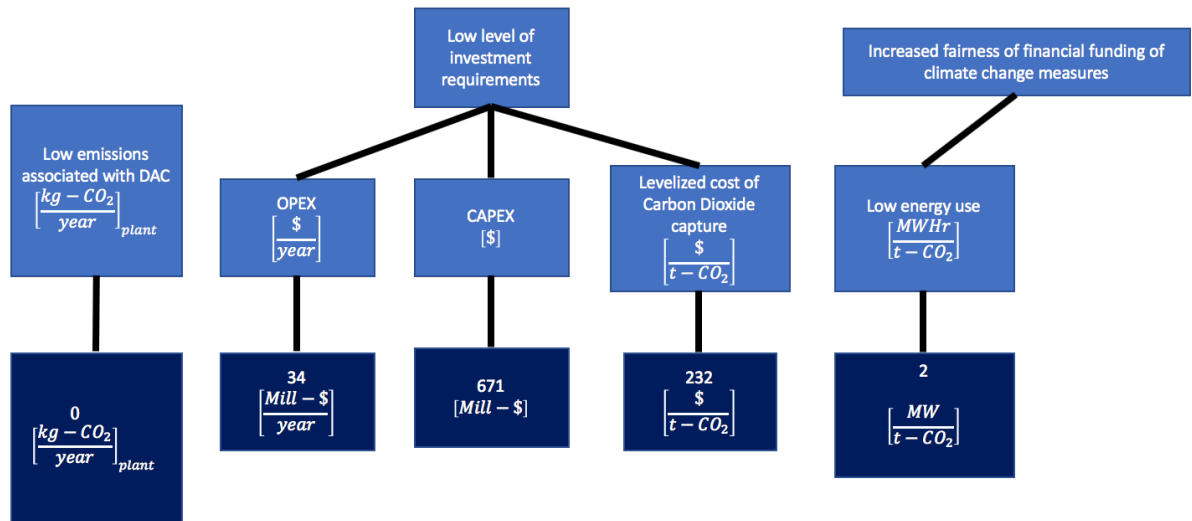 Low level of
investment
requirements
Increased fairness of financial funding of
climate change measures
Low emissions
associated with DAC
[kg − CO₂ / year]plant
OPEX
[$ / year]
CAPEX
[$]
Levelized cost of
Carbon Dioxide
capture
[$ / t − CO₂]
Low energy use
[MWHr / t − CO₂]
0
[kg − CO₂ / year]plant
34
[Mill − $ / year]
671
[Mill − $]
232
[$ / t − CO₂]
2
[MW / t − CO₂]